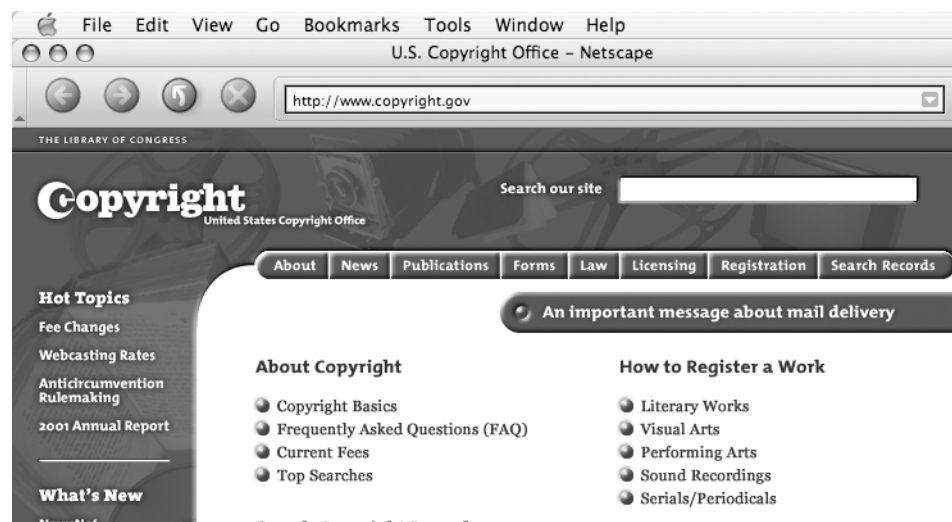 File Edit View Go Bookmarks Tools Window Help
U.S. Copyright Office – Netscape
http://www.copyright.gov
THE LIBRARY OF CONGRESS
Copyright
United States Copyright Office
Search our site
About News Publications Forms Law Licensing Registration Search Records
An important message about mail delivery
Hot Topics
Fee Changes
Webcasting Rates
Anticircumvention
Rulemaking
2001 Annual Report
What's New
About Copyright
Copyright Basics
Frequently Asked Questions (FAQ)
Current Fees
Top Searches
How to Register a Work
Literary Works
Visual Arts
Performing Arts
Sound Recordings
Serials/Periodicals